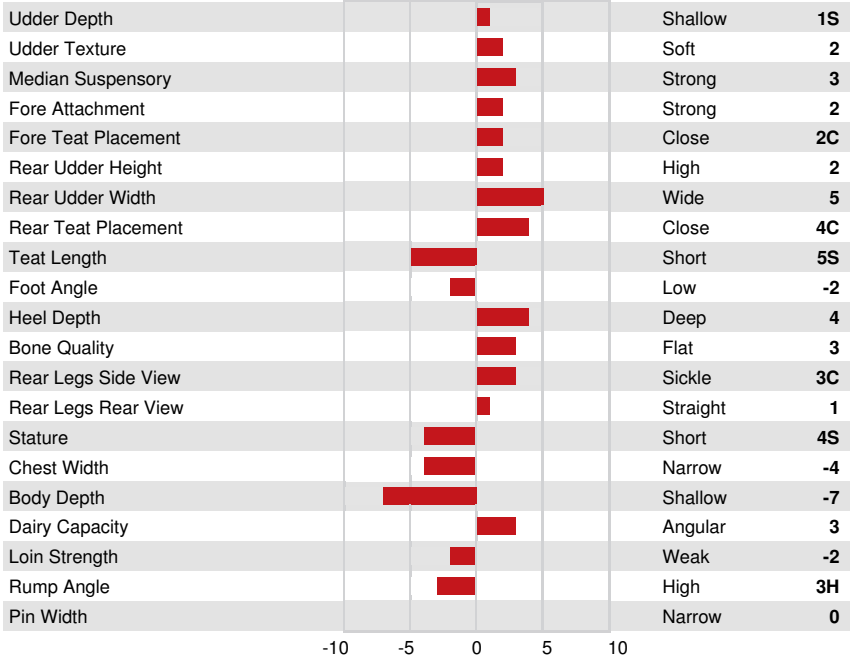 Udder Depth Shallow 1S
Udder Texture Soft 2
Median Suspensory Strong 3
Fore Attachment Strong 2
Fore Teat Placement Close 2C
Rear Udder Height High 2
Rear Udder Width Wide 5
Rear Teat Placement Close 4C
Teat Length Short 5S
Foot Angle Low -2
Heel Depth Deep 4
Bone Quality Flat 3
Rear Legs Side View Sickle 3C
Rear Legs Rear View Straight 1
Stature Short 4S
Chest Width Narrow -4
Body Depth Shallow -7
Dairy Capacity Angular 3
Loin Strength Weak -2
Rump Angle High 3H
Pin Width Narrow 0
-10 -5 0 5 10